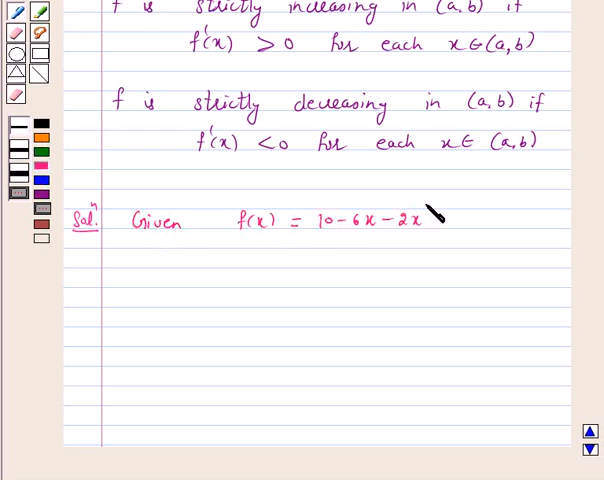 f is strictly increasing in (a, b) if
f'(x) > 0 for each x ∈ (a, b)
f is strictly decreasing in (a, b) if
f'(x) < 0 for each x ∈ (a, b)
Solⁿ. Given f(x) = 10 - 6x - 2x